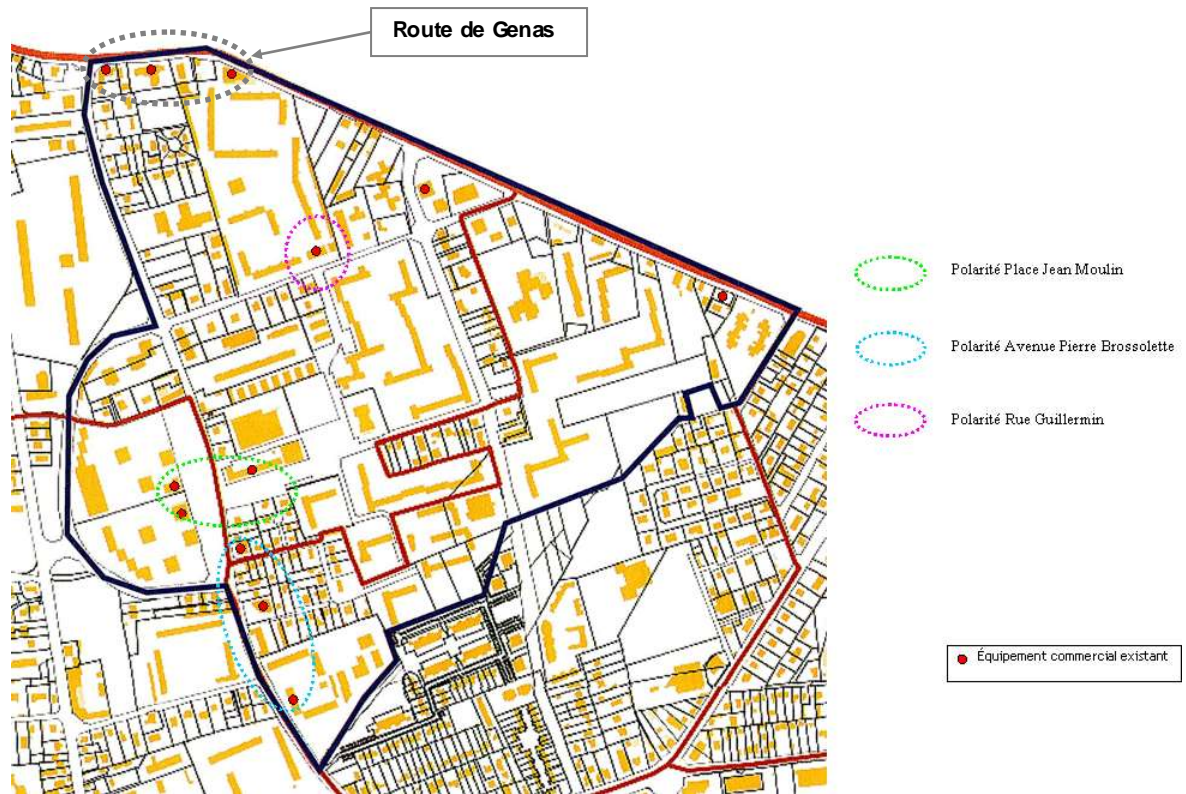 Route de Genas
Polarité Place Jean Moulin
Polarité Avenue Pierre Brossolette
Polarité Rue Guillermin
Équipement commercial existant